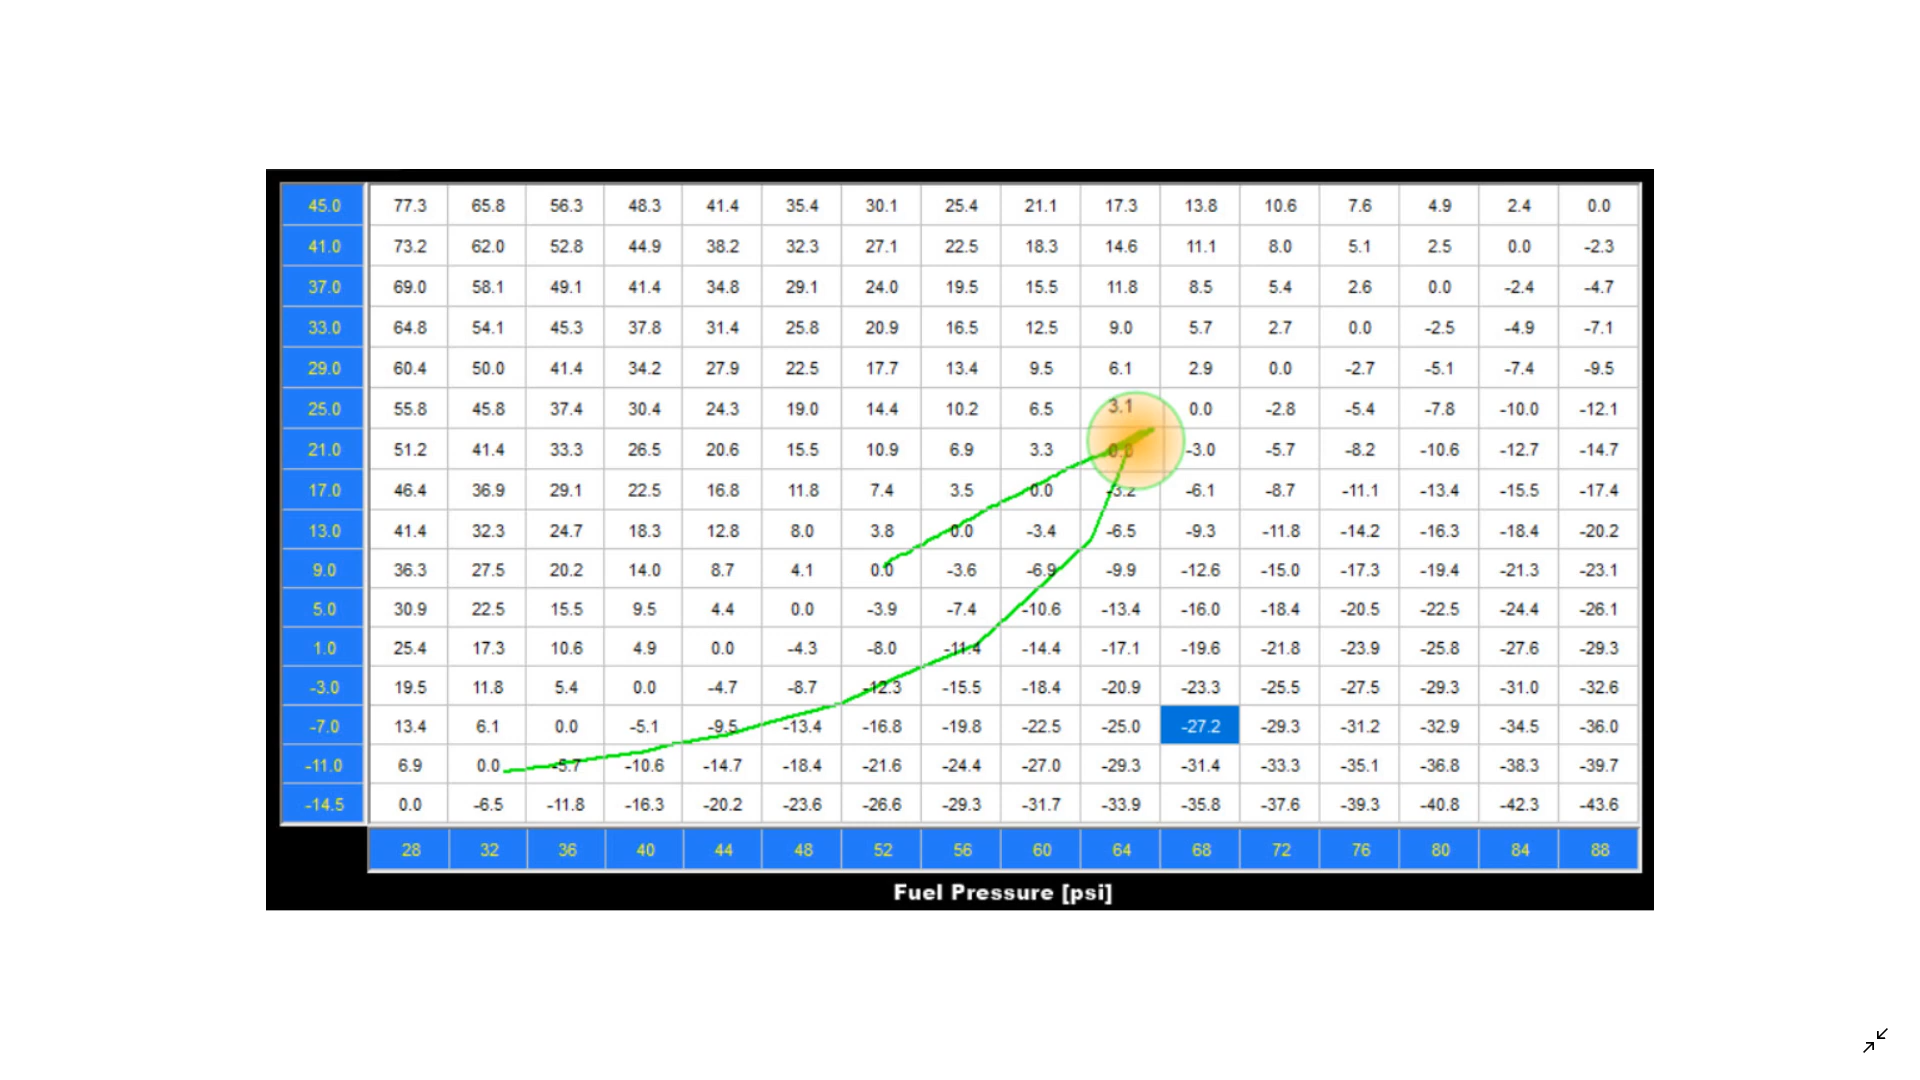 45.0 77.3 65.8 56.3 48.3 41.4 35.4 30.1 25.4 21.1 17.3 13.8 10.6 7.6 4.9 2.4 0.0
41.0 73.2 62.0 52.8 44.9 38.2 32.3 27.1 22.5 18.3 14.6 11.1 8.0 5.1 2.5 0.0 -2.3
37.0 69.0 58.1 49.1 41.4 34.8 29.1 24.0 19.5 15.5 11.8 8.5 5.4 2.6 0.0 -2.4 -4.7
33.0 64.8 54.1 45.3 37.8 31.4 25.8 20.9 16.5 12.5 9.0 5.7 2.7 0.0 -2.5 -4.9 -7.1
29.0 60.4 50.0 41.4 34.2 27.9 22.5 17.7 13.4 9.5 6.1 2.9 0.0 -2.7 -5.1 -7.4 -9.5
25.0 55.8 45.8 37.4 30.4 24.3 19.0 14.4 10.2 6.5 3.1 0.0 -2.8 -5.4 -7.8 -10.0 -12.1
21.0 51.2 41.4 33.3 26.5 20.6 15.5 10.9 6.9 3.3 0.0 -3.0 -5.7 -8.2 -10.6 -12.7 -14.7
17.0 46.4 36.9 29.1 22.5 16.8 11.8 7.4 3.5 0.0 -3.2 -6.1 -8.7 -11.1 -13.4 -15.5 -17.4
13.0 41.4 32.3 24.7 18.3 12.8 8.0 3.8 0.0 -3.4 -6.5 -9.3 -11.8 -14.2 -16.3 -18.4 -20.2
9.0 36.3 27.5 20.2 14.0 8.7 4.1 0.0 -3.6 -6.9 -9.9 -12.6 -15.0 -17.3 -19.4 -21.3 -23.1
5.0 30.9 22.5 15.5 9.5 4.4 0.0 -3.9 -7.4 -10.6 -13.4 -16.0 -18.4 -20.5 -22.5 -24.4 -26.1
1.0 25.4 17.3 10.6 4.9 0.0 -4.3 -8.0 -11.4 -14.4 -17.1 -19.6 -21.8 -23.9 -25.8 -27.6 -29.3
-3.0 19.5 11.8 5.4 0.0 -4.7 -8.7 -12.3 -15.5 -18.4 -20.9 -23.3 -25.5 -27.5 -29.3 -31.0 -32.6
-7.0 13.4 6.1 0.0 -5.1 -9.5 -13.4 -16.8 -19.8 -22.5 -25.0 -27.2 -29.3 -31.2 -32.9 -34.5 -36.0
-11.0 6.9 0.0 -5.7 -10.6 -14.7 -18.4 -21.6 -24.4 -27.0 -29.3 -31.4 -33.3 -35.1 -36.8 -38.3 -39.7
-14.5 0.0 -6.5 -11.8 -16.3 -20.2 -23.6 -26.6 -29.3 -31.7 -33.9 -35.8 -37.6 -39.3 -40.8 -42.3 -43.6
28 32 36 40 44 48 52 56 60 64 68 72 76 80 84 88
Fuel Pressure [psi]